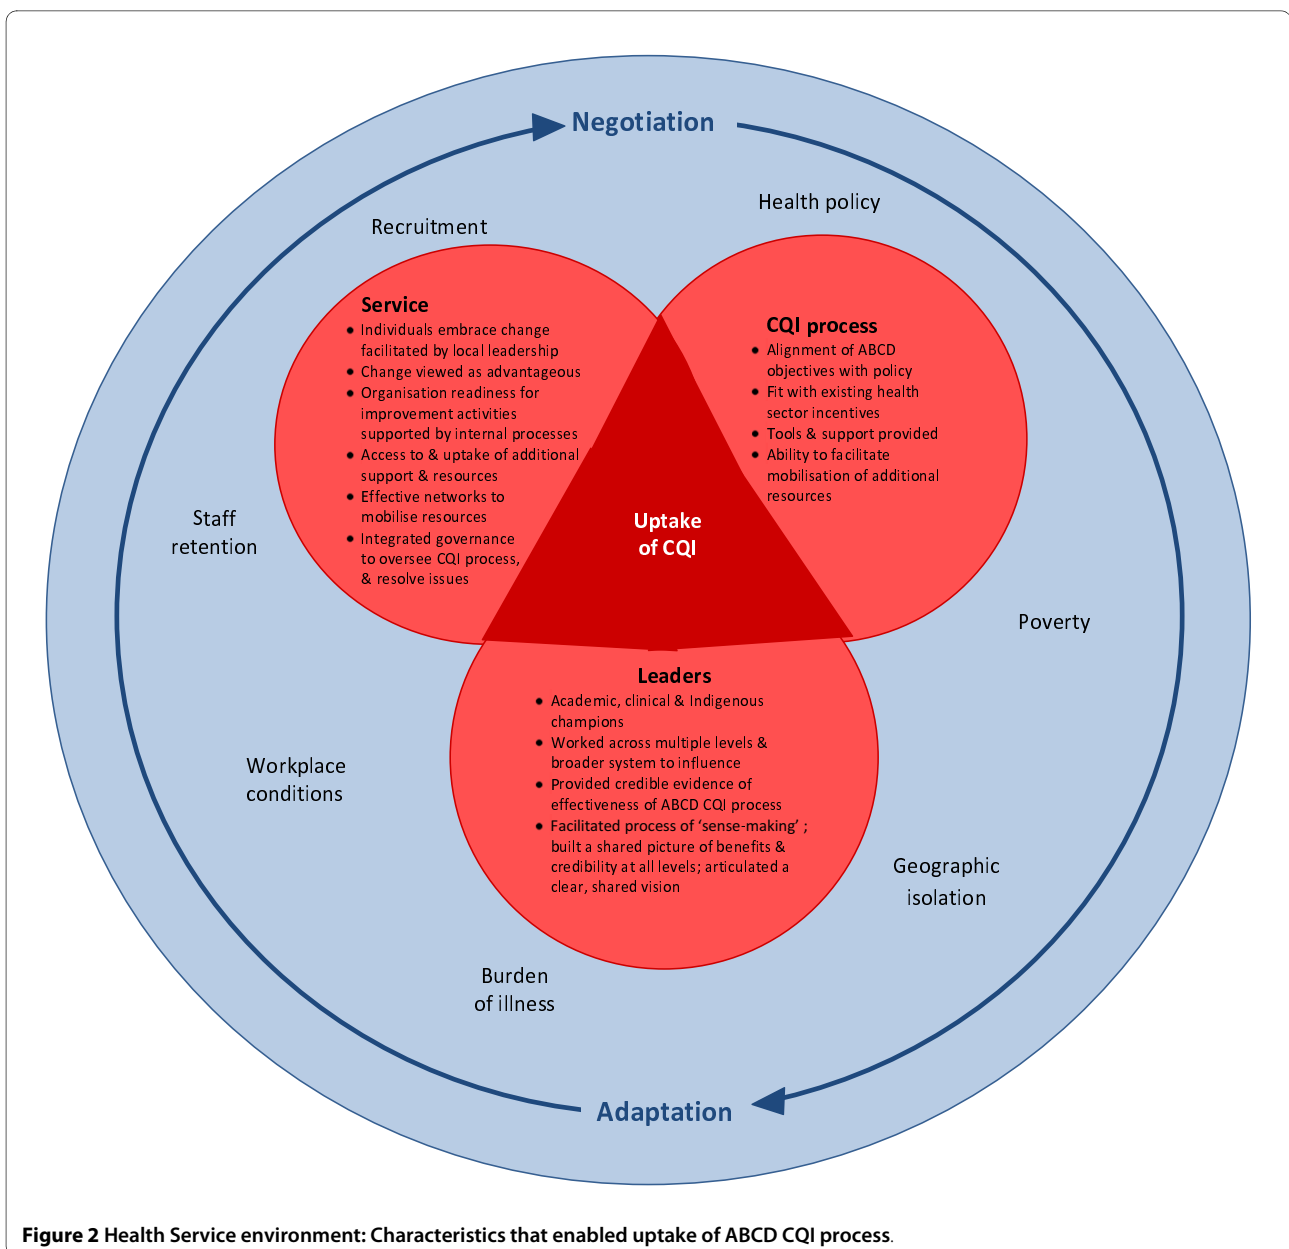 Negotiation
Health policy
Recruitment
Service
• Individuals embrace change
facilitated by local leadership
• Change viewed as advantageous
• Organisation readiness for
improvement activities
supported by internal processes
• Access to & uptake of additional
support & resources
• Effective networks to
mobilise resources
• Integrated governance
to oversee CQI process,
& resolve issues
CQI process
• Alignment of ABCD
objectives with policy
• Fit with existing health
sector incentives
• Tools & support provided
• Ability to facilitate
mobilisation of additional
resources
Uptake
of CQI
Staff
retention
Poverty
Leaders
• Academic, clinical & Indigenous
champions
• Worked across multiple levels &
broader system to influence
• Provided credible evidence of
effectiveness of ABCD CQI process
• Facilitated process of ‘sense-making’ ;
built a shared picture of benefits &
credibility at all levels; articulated a
clear, shared vision
Workplace
conditions
Geographic
isolation
Burden
of illness
Adaptation
Figure 2 Health Service environment: Characteristics that enabled uptake of ABCD CQI process.